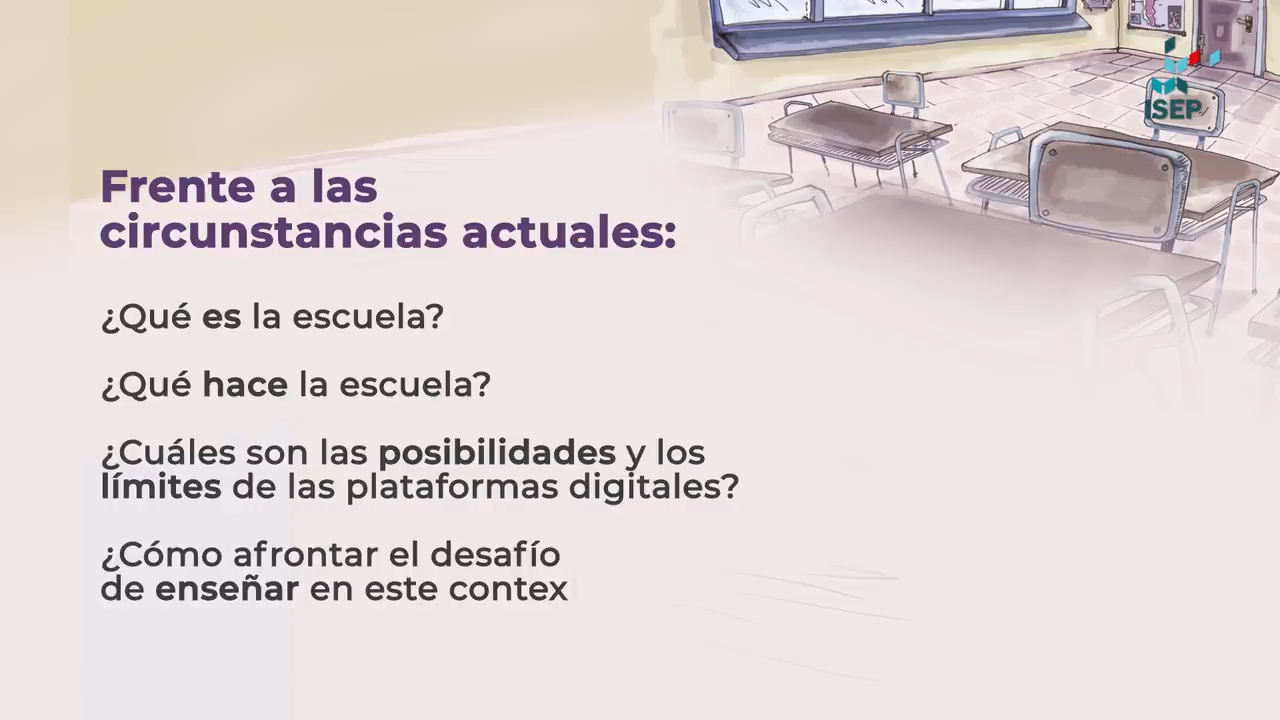 ISEP
Frente a las
circunstancias actuales:
¿Qué es la escuela?
¿Qué hace la escuela?
¿Cuáles son las posibilidades y los
límites de las plataformas digitales?
¿Cómo afrontar el desafío
de enseñar en este contex